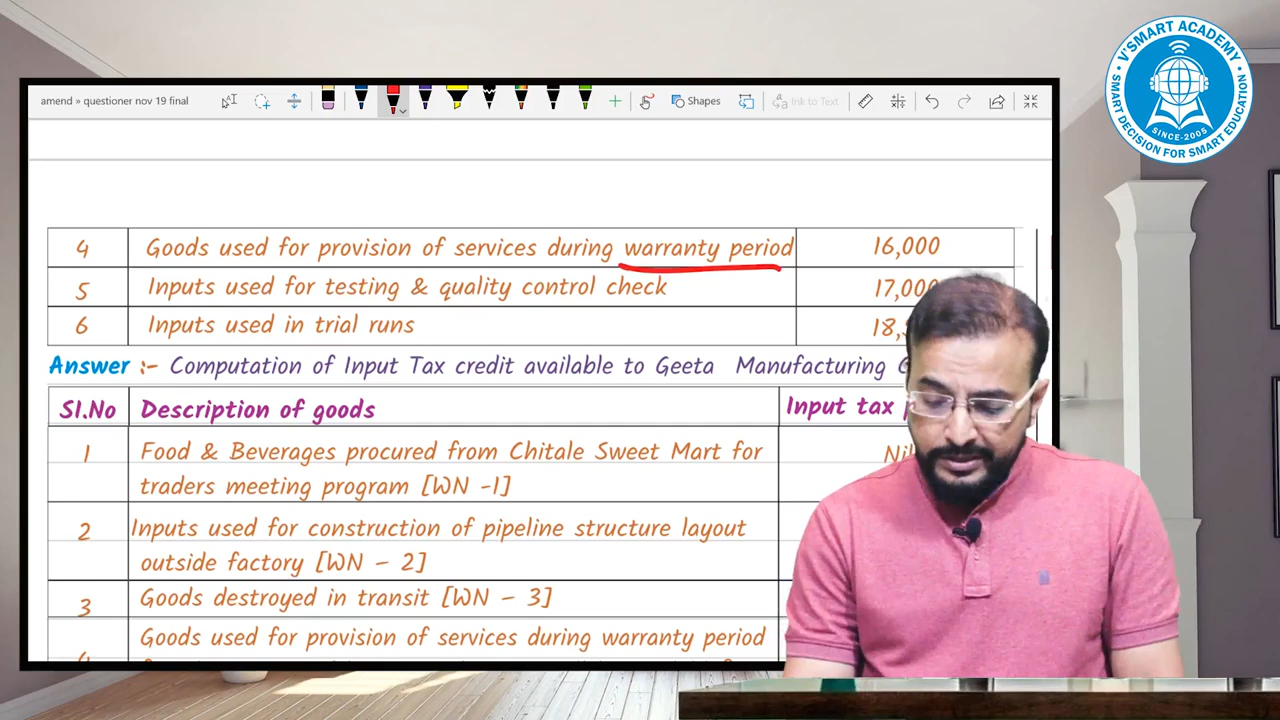 V'SMART ACADEMY
SINCE-2005
SMART DECISION FOR SMART EDUCATION
amend » questioner nov 19 final
Shapes
Ink to Text
4 Goods used for provision of services during warranty period 16,000
5 Inputs used for testing & quality control check 17,000
6 Inputs used in trial runs
Answer :- Computation of Input Tax credit available to Geeta Manufacturing
Sl.No Description of goods Input tax
1 Food & Beverages procured from Chitale Sweet Mart for Nil
traders meeting program [WN -1]
2 Inputs used for construction of pipeline structure layout
outside factory [WN - 2]
3 Goods destroyed in transit [WN - 3]
Goods used for provision of services during warranty period